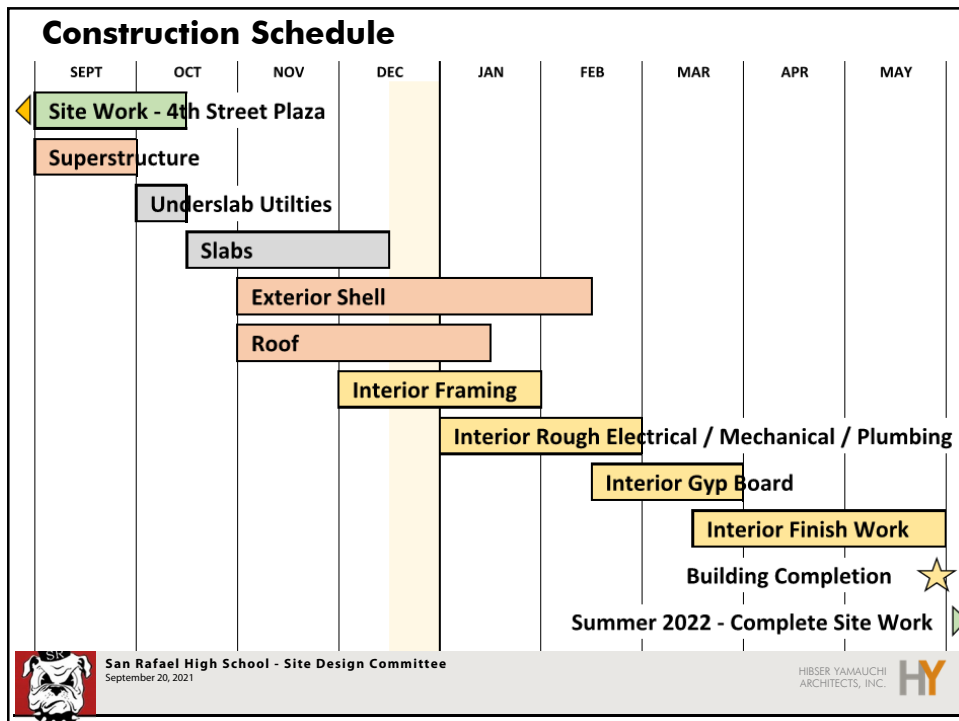 Construction Schedule
SEPT OCT NOV DEC JAN FEB MAR APR MAY
Site Work - 4th Street Plaza
Superstructure
Underslab Utilties
Slabs
Exterior Shell
Roof
Interior Framing
Interior Rough Electrical / Mechanical / Plumbing
Interior Gyp Board
Interior Finish Work
Building Completion
Summer 2022 - Complete Site Work
SR
San Rafael High School - Site Design Committee
September 20, 2021
HIBSER YAMAUCHI
ARCHITECTS, INC.
HY